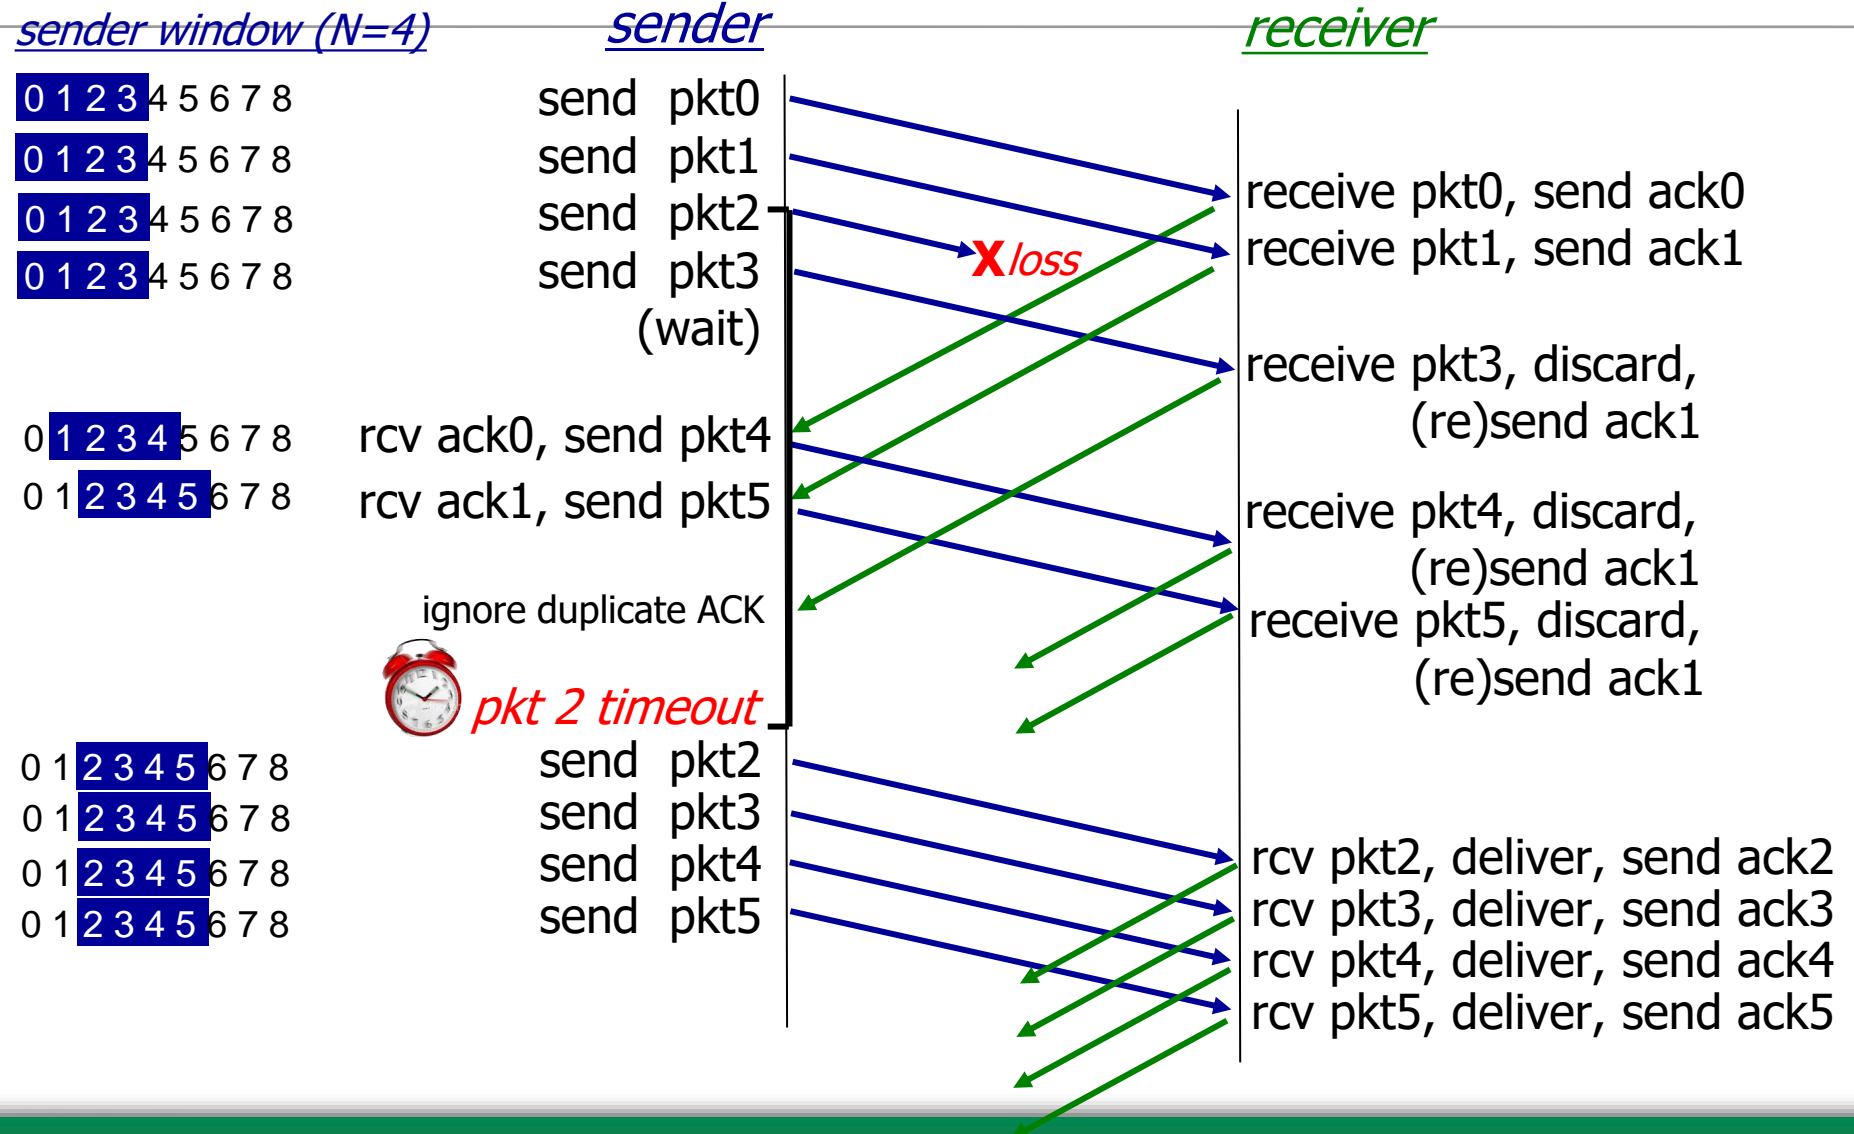 sender window (N=4) sender receiver
0 1 2 3 4 5 6 7 8 send pkt0
0 1 2 3 4 5 6 7 8 send pkt1
receive pkt0, send ack0
0 1 2 3 4 5 6 7 8 send pkt2
receive pkt1, send ack1
X loss
0 1 2 3 4 5 6 7 8 send pkt3
(wait)
receive pkt3, discard,
(re)send ack1
0 1 2 3 4 5 6 7 8 rcv ack0, send pkt4
0 1 2 3 4 5 6 7 8 rcv ack1, send pkt5
receive pkt4, discard,
(re)send ack1
ignore duplicate ACK
receive pkt5, discard,
(re)send ack1
pkt 2 timeout
0 1 2 3 4 5 6 7 8 send pkt2
0 1 2 3 4 5 6 7 8 send pkt3
0 1 2 3 4 5 6 7 8 send pkt4
0 1 2 3 4 5 6 7 8 send pkt5
rcv pkt2, deliver, send ack2
rcv pkt3, deliver, send ack3
rcv pkt4, deliver, send ack4
rcv pkt5, deliver, send ack5